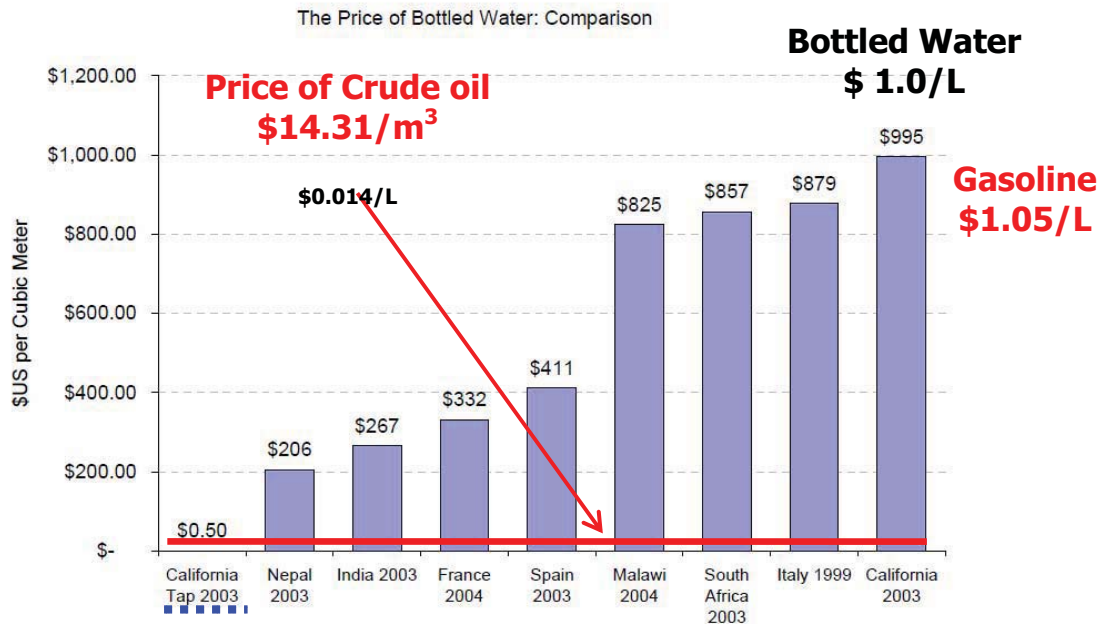 The Price of Bottled Water: Comparison
Bottled Water
$ 1.0/L
Price of Crude oil
$14.31/m³
$0.014/L
Gasoline
$1.05/L
$US per Cubic Meter
$1,200.00
$1,000.00
$800.00
$600.00
$400.00
$200.00
$-
$0.50
$206
$267
$332
$411
$825
$857
$879
$995
California
Tap 2003
Nepal
2003
India 2003
France
2004
Spain
2003
Malawi
2004
South
Africa
2003
Italy 1999
California
2003